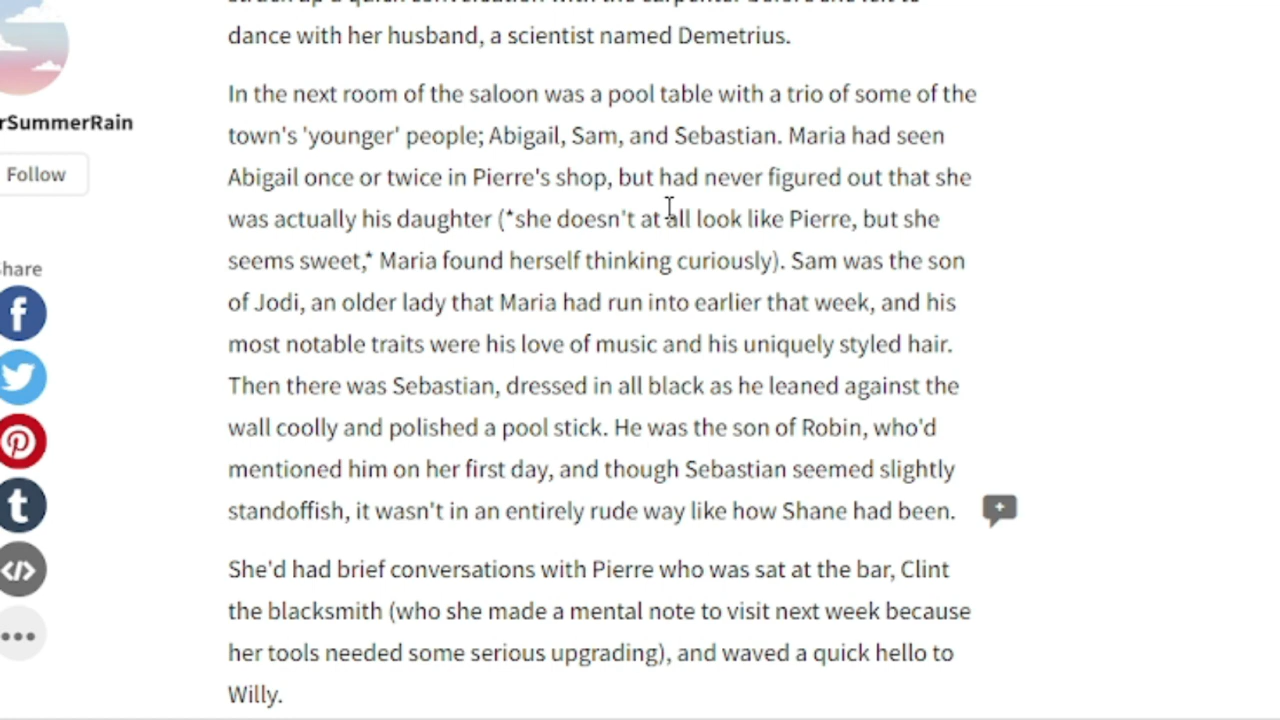 dance with her husband, a scientist named Demetrius.
In the next room of the saloon was a pool table with a trio of some of the
town's 'younger' people; Abigail, Sam, and Sebastian. Maria had seen
Abigail once or twice in Pierre's shop, but had never figured out that she
was actually his daughter (*she doesn't at all look like Pierre, but she
seems sweet,* Maria found herself thinking curiously). Sam was the son
of Jodi, an older lady that Maria had run into earlier that week, and his
most notable traits were his love of music and his uniquely styled hair.
Then there was Sebastian, dressed in all black as he leaned against the
wall coolly and polished a pool stick. He was the son of Robin, who'd
mentioned him on her first day, and though Sebastian seemed slightly
standoffish, it wasn't in an entirely rude way like how Shane had been.
She'd had brief conversations with Pierre who was sat at the bar, Clint
the blacksmith (who she made a mental note to visit next week because
her tools needed some serious upgrading), and waved a quick hello to
Willy.
rSummerRain
Follow
Share